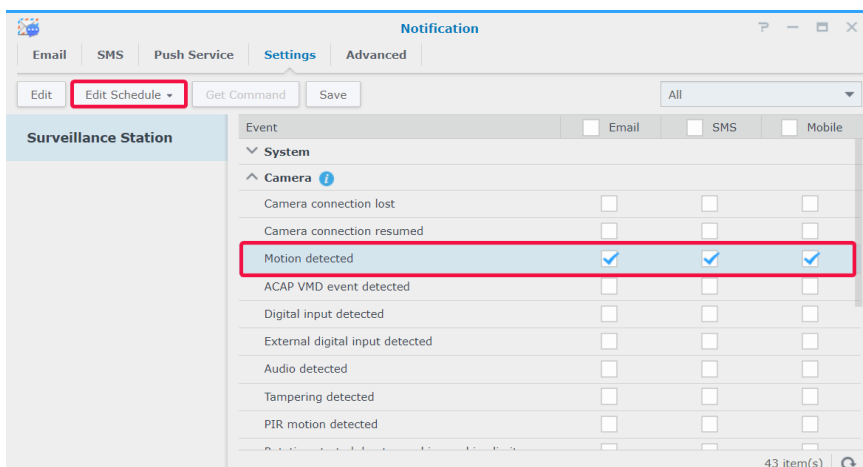 Notification
Email SMS Push Service Settings Advanced
Edit Edit Schedule Get Command Save All
Surveillance Station
Event Email SMS Mobile
System
Camera
Camera connection lost
Camera connection resumed
Motion detected
ACAP VMD event detected
Digital input detected
External digital input detected
Audio detected
Tampering detected
PIR motion detected
43 item(s)